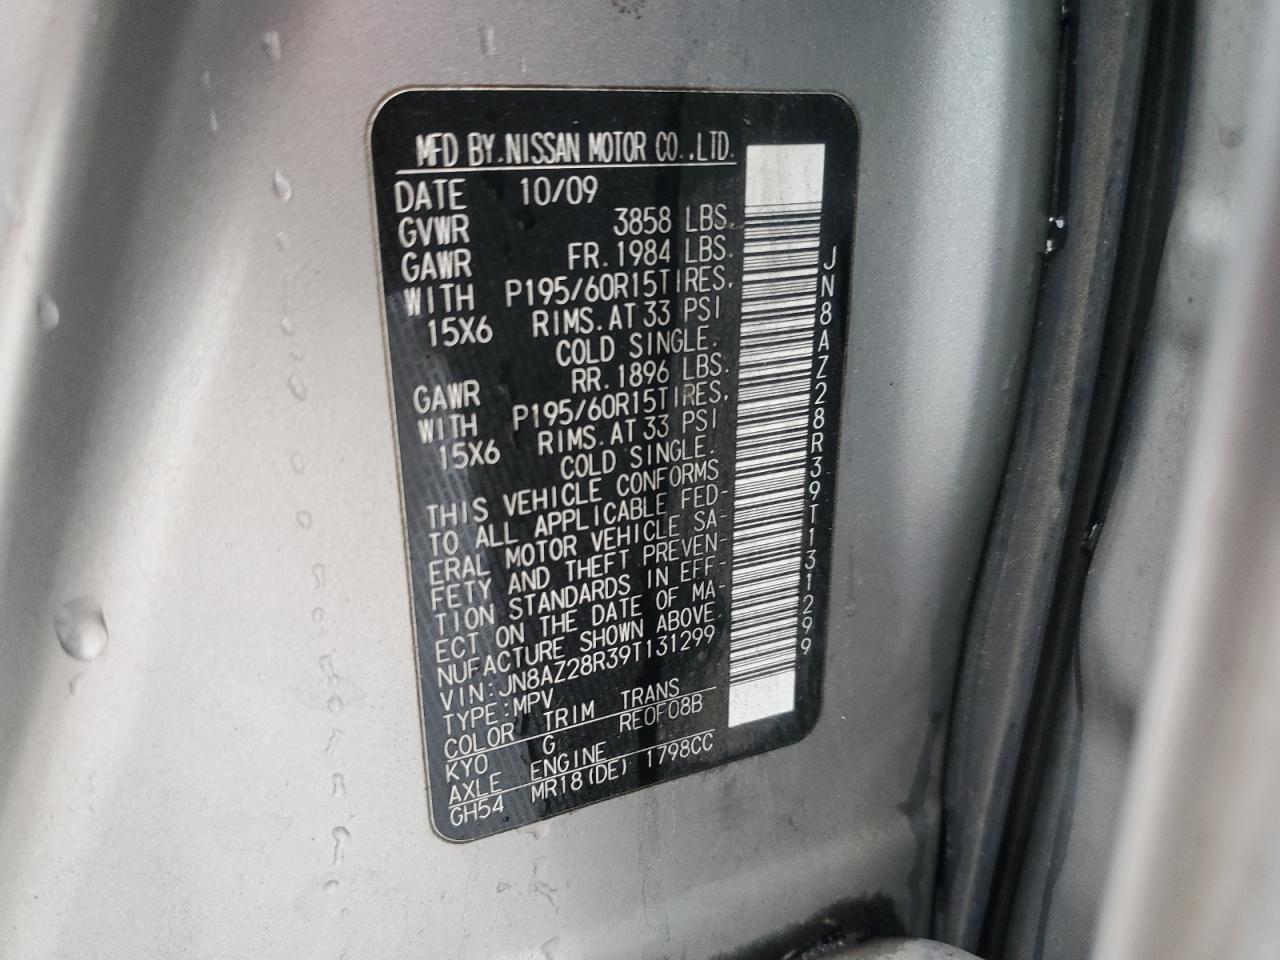 MFD BY.NISSAN MOTOR CO.,LTD.
DATE 10/09
GVWR 3858 LBS.
GAWR FR.1984 LBS.
WITH P195/60R15TIRES.
15X6 RIMS.AT 33 PSI
COLD SINGLE.
GAWR RR.1896 LBS.
WITH P195/60R15TIRES.
15X6 RIMS.AT 33 PSI
COLD SINGLE.
THIS VEHICLE CONFORMS
TO ALL APPLICABLE FED-
ERAL MOTOR VEHICLE SA-
FETY AND THEFT PREVEN-
TION STANDARDS IN EFF-
ECT ON THE DATE OF MA-
NUFACTURE SHOWN ABOVE.
VIN:JN8AZ28R39T131299
TYPE:MPV
COLOR TRIM TRANS
KYO G RE0F08B
AXLE ENGINE
GH54 MR18(DE) 1798CC
JN8AZ28R39T131299